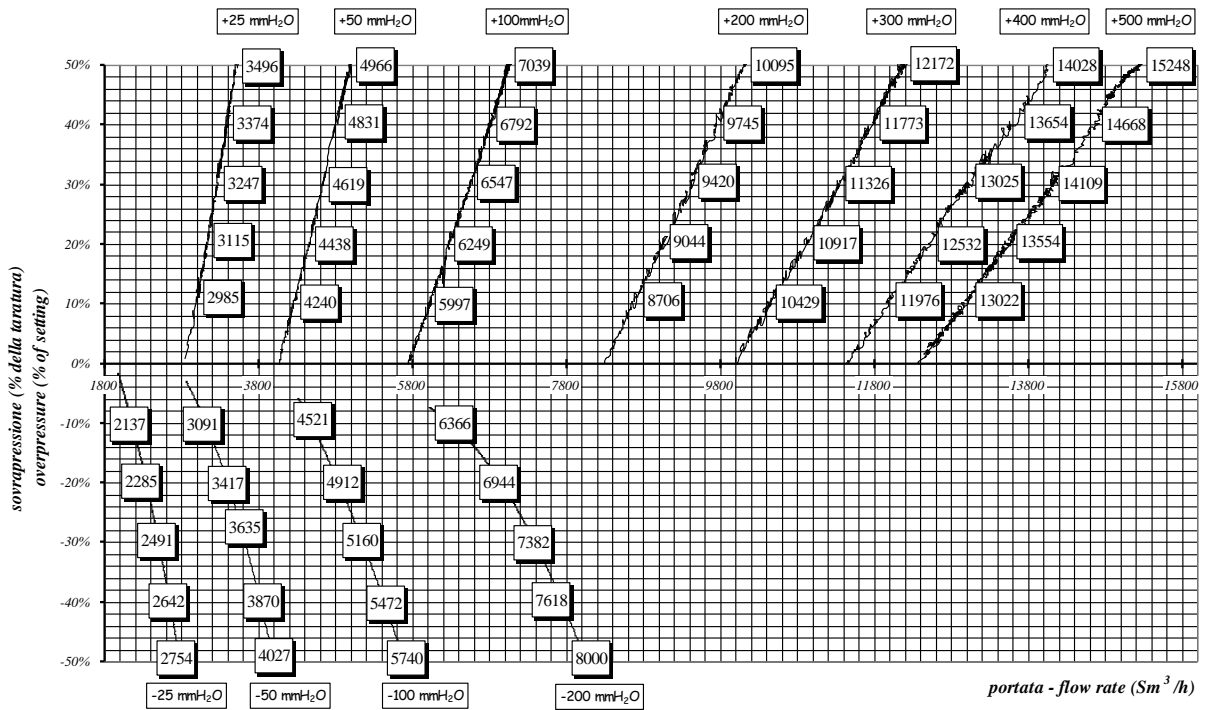 +25 mmH₂O +50 mmH₂O +100mmH₂O +200 mmH₂O +300 mmH₂O +400 mmH₂O +500 mmH₂O
50% 3496 4966 7039 10095 12172 14028 15248
40% 3374 4831 6792 9745 11773 13654 14668
30% 3247 4619 6547 9420 11326 13025 14109
20% 3115 4438 6249 9044 10917 12532 13554
10% 2985 4240 5997 8706 10429 11976 13022
0%
1800 3800 5800 7800 9800 11800 13800 15800
-10% 2137 3091 4521 6366
-20% 2285 3417 4912 6944
-30% 2491 3635 5160 7382
-40% 2642 3870 5472 7618
-50% 2754 4027 5740 8000
-25 mmH₂O -50 mmH₂O -100 mmH₂O -200 mmH₂O
sovrapressione (% della taratura)
overpressure (% of setting)
portata - flow rate (Sm³/h)